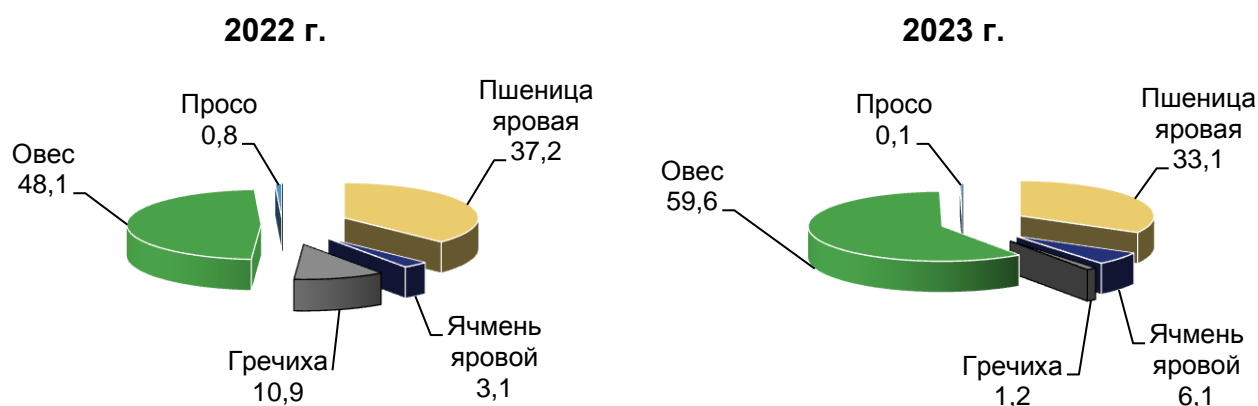 2022 г.
Просо
0,8
Пшеница
яровая
37,2
Овес
48,1
Гречиха
10,9
Ячмень
яровой
3,1
2023 г.
Просо
0,1
Пшеница
яровая
33,1
Овес
59,6
Гречиха
1,2
Ячмень
яровой
6,1